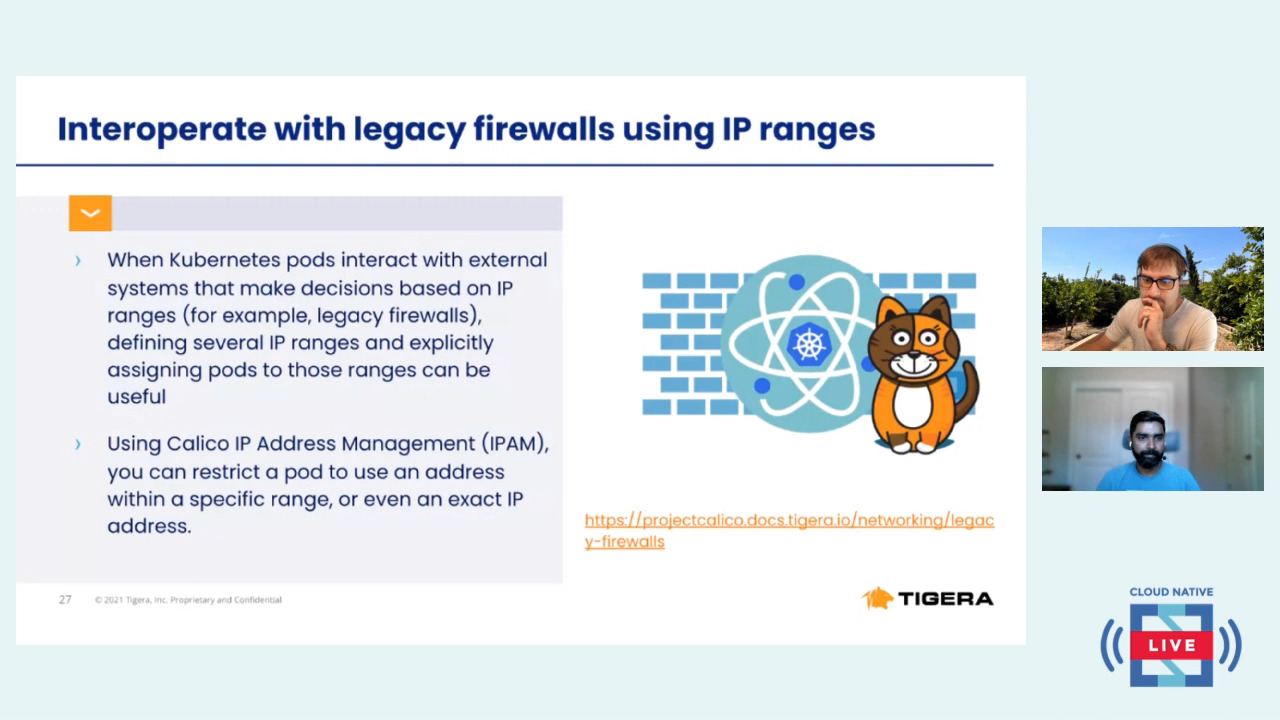 Interoperate with legacy firewalls using IP ranges
› When Kubernetes pods interact with external
systems that make decisions based on IP
ranges (for example, legacy firewalls),
defining several IP ranges and explicitly
assigning pods to those ranges can be
useful
› Using Calico IP Address Management (IPAM),
you can restrict a pod to use an address
within a specific range, or even an exact IP
address.
https://projectcalico.docs.tigera.io/networking/legac
y-firewalls
27 © 2021 Tigera, Inc. Proprietary and Confidential
TIGERA
CLOUD NATIVE
LIVE